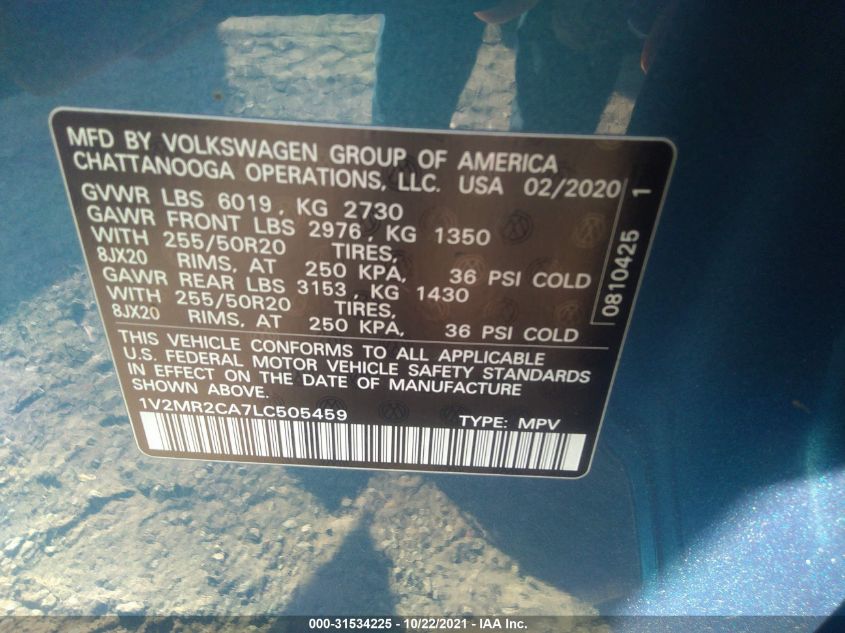 MFD BY VOLKSWAGEN GROUP OF AMERICA
CHATTANOOGA OPERATIONS, LLC. USA 02/2020
GVWR LBS 6019, KG 2730
GAWR FRONT LBS 2976, KG 1350
WITH 255/50R20 TIRES,
8JX20 RIMS, AT 250 KPA, 36 PSI COLD
GAWR REAR LBS 3153, KG 1430
WITH 255/50R20 TIRES,
8JX20 RIMS, AT 250 KPA, 36 PSI COLD
THIS VEHICLE CONFORMS TO ALL APPLICABLE
U.S. FEDERAL MOTOR VEHICLE SAFETY STANDARDS
IN EFFECT ON THE DATE OF MANUFACTURE
SHOWN ABOVE.
1V2MR2CA7LC505459 TYPE: MPV
0810425 1
000-31534225 - 10/22/2021 - IAA Inc.